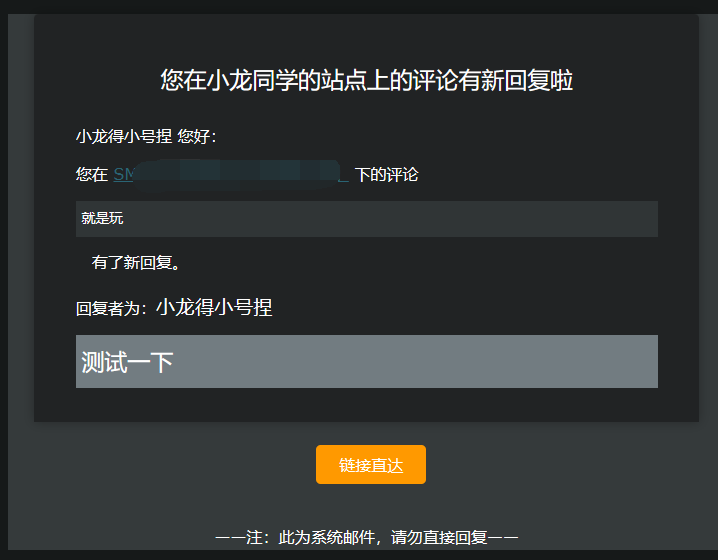 您在小龙同学的站点上的评论有新回复啦
小龙得小号捏 您好：
您在 SM 下的评论
就是玩
有了新回复。
回复者为：小龙得小号捏
测试一下
链接直达
——注：此为系统邮件，请勿直接回复——